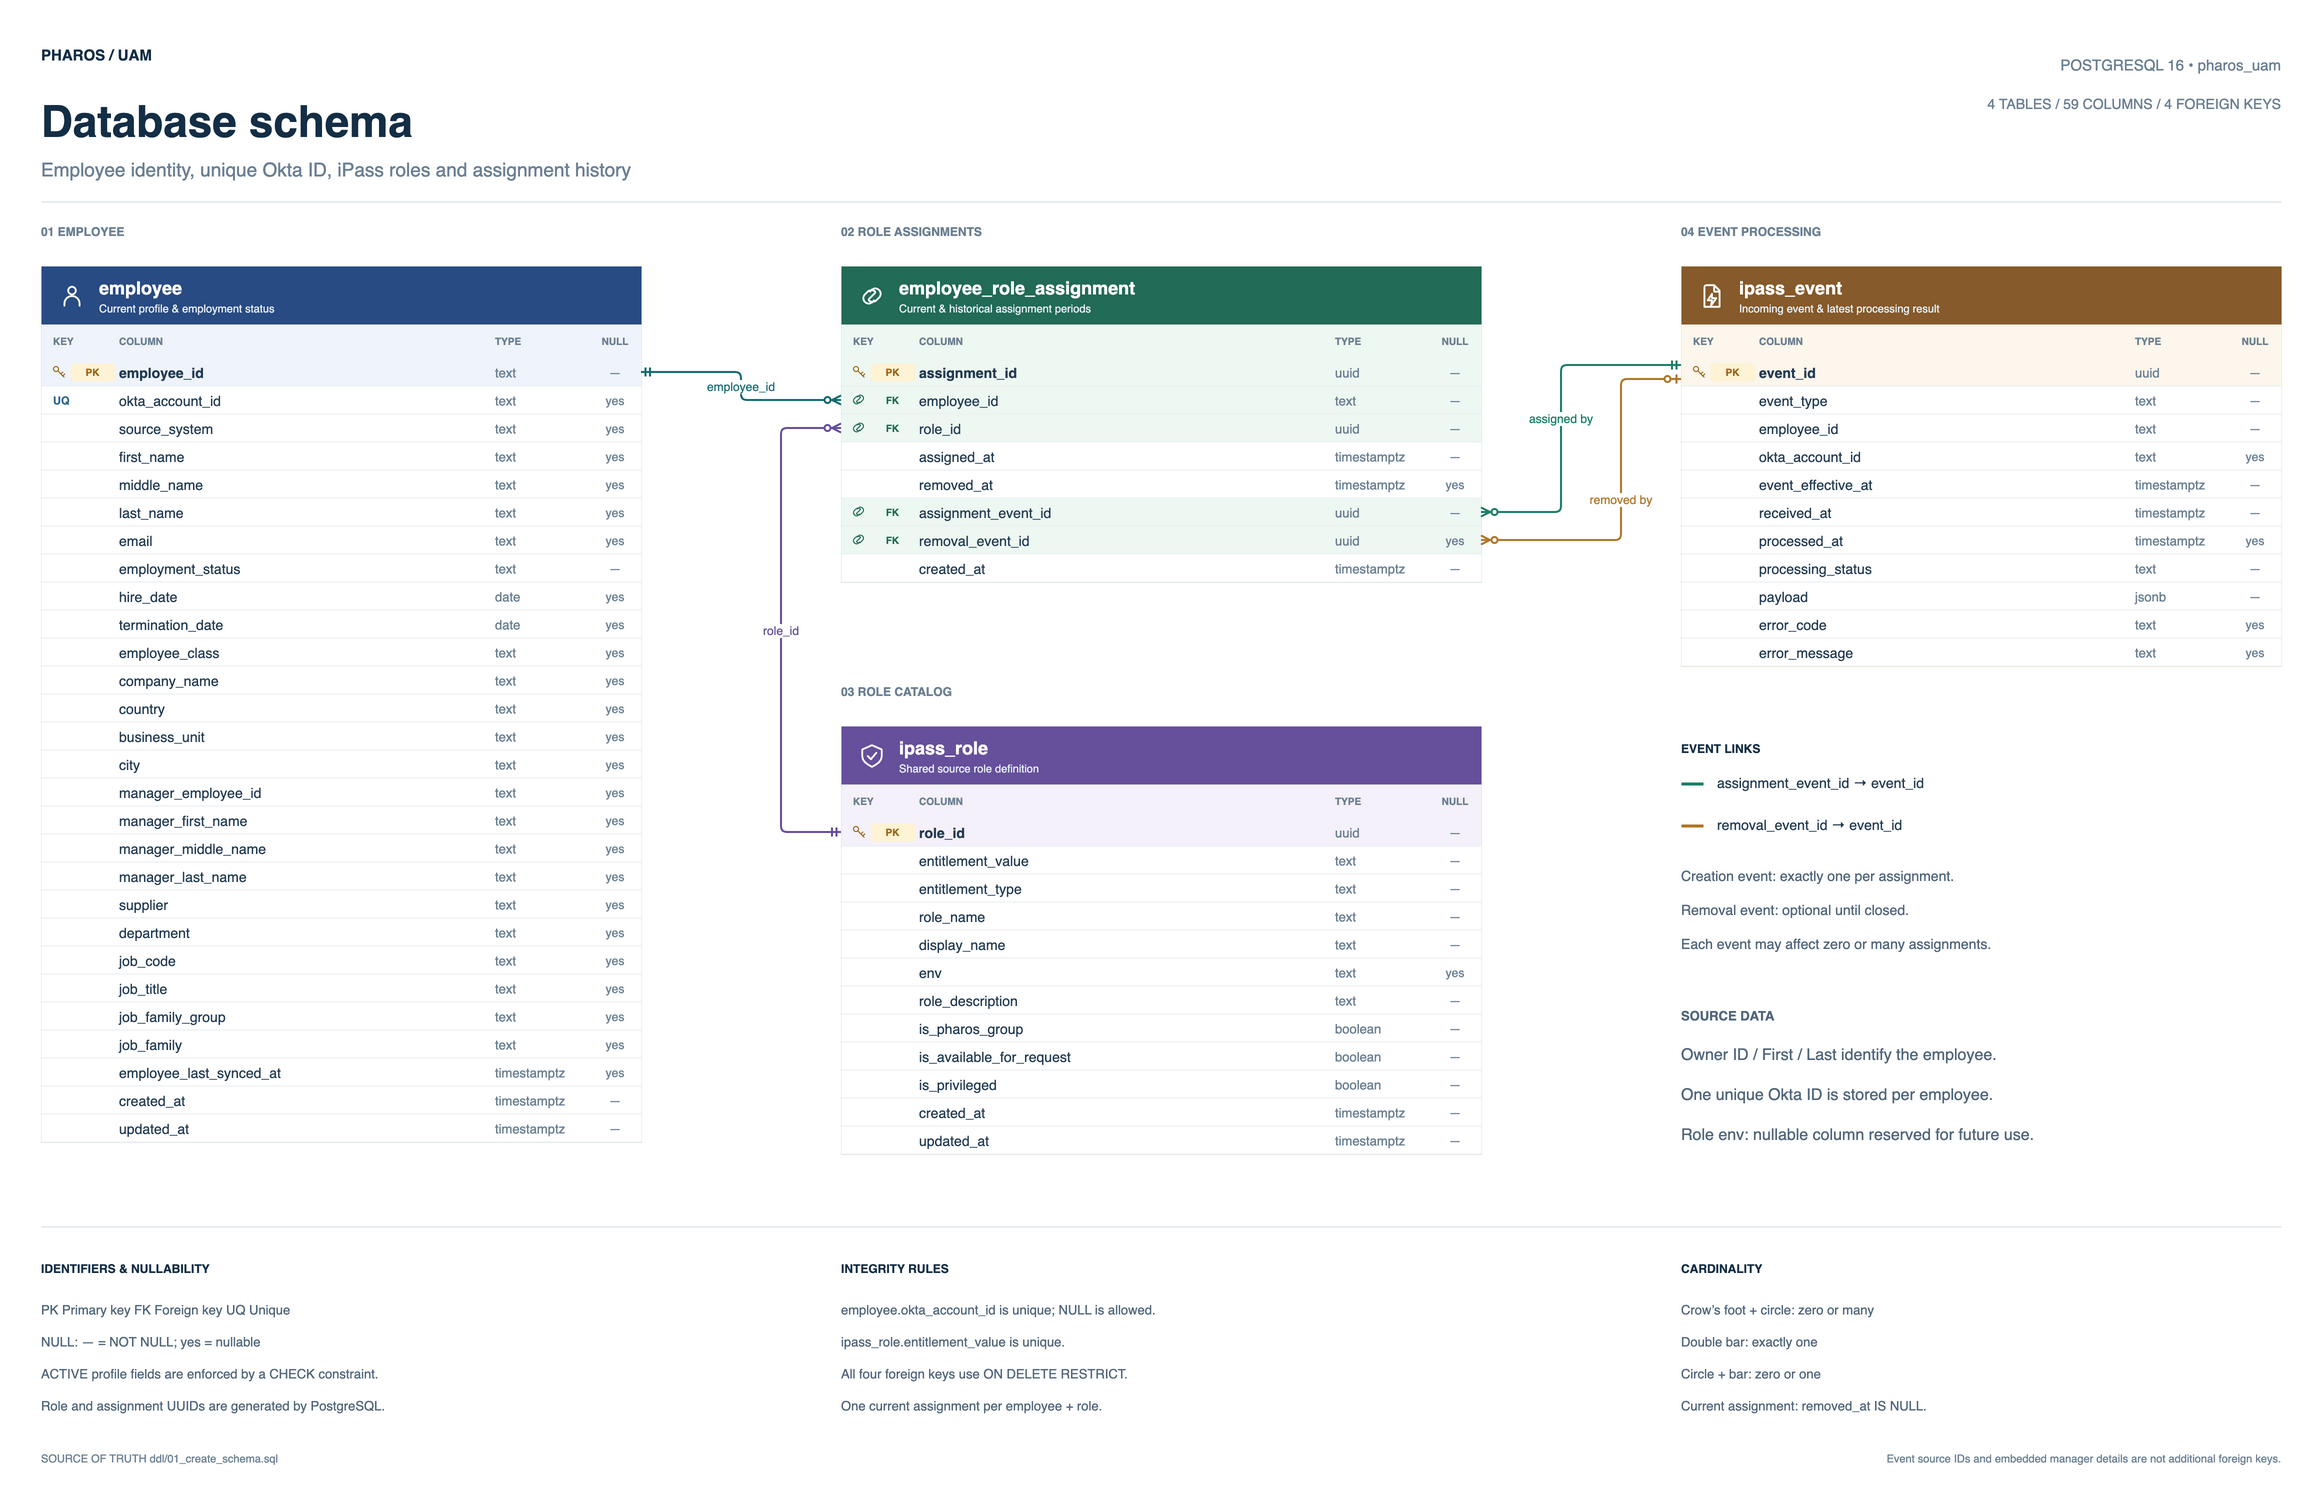 PHAROS / UAM
POSTGRESQL 16 • pharos_uam
4 TABLES / 59 COLUMNS / 4 FOREIGN KEYS
Database schema
Employee identity, unique Okta ID, iPass roles and assignment history
01 EMPLOYEE
employee
Current profile & employment status
KEY COLUMN TYPE NULL
PK employee_id text —
UQ okta_account_id text yes
source_system text yes
first_name text yes
middle_name text yes
last_name text yes
email text yes
employment_status text —
hire_date date yes
termination_date date yes
employee_class text yes
company_name text yes
country text yes
business_unit text yes
city text yes
manager_employee_id text yes
manager_first_name text yes
manager_middle_name text yes
manager_last_name text yes
supplier text yes
department text yes
job_code text yes
job_title text yes
job_family_group text yes
job_family text yes
employee_last_synced_at timestamptz yes
created_at timestamptz —
updated_at timestamptz —
employee_id
role_id
02 ROLE ASSIGNMENTS
employee_role_assignment
Current & historical assignment periods
KEY COLUMN TYPE NULL
PK assignment_id uuid —
FK employee_id text —
FK role_id uuid —
assigned_at timestamptz —
removed_at timestamptz yes
FK assignment_event_id uuid —
FK removal_event_id uuid yes
created_at timestamptz —
assigned by
removed by
03 ROLE CATALOG
ipass_role
Shared source role definition
KEY COLUMN TYPE NULL
PK role_id uuid —
entitlement_value text —
entitlement_type text —
role_name text —
display_name text —
env text yes
role_description text —
is_pharos_group boolean —
is_available_for_request boolean —
is_privileged boolean —
created_at timestamptz —
updated_at timestamptz —
04 EVENT PROCESSING
ipass_event
Incoming event & latest processing result
KEY COLUMN TYPE NULL
PK event_id uuid —
event_type text —
employee_id text —
okta_account_id text yes
event_effective_at timestamptz —
received_at timestamptz —
processed_at timestamptz yes
processing_status text —
payload jsonb —
error_code text yes
error_message text yes
EVENT LINKS
assignment_event_id → event_id
removal_event_id → event_id
Creation event: exactly one per assignment.
Removal event: optional until closed.
Each event may affect zero or many assignments.
SOURCE DATA
Owner ID / First / Last identify the employee.
One unique Okta ID is stored per employee.
Role env: nullable column reserved for future use.
IDENTIFIERS & NULLABILITY
PK Primary key FK Foreign key UQ Unique
NULL: — = NOT NULL; yes = nullable
ACTIVE profile fields are enforced by a CHECK constraint.
Role and assignment UUIDs are generated by PostgreSQL.
INTEGRITY RULES
employee.okta_account_id is unique; NULL is allowed.
ipass_role.entitlement_value is unique.
All four foreign keys use ON DELETE RESTRICT.
One current assignment per employee + role.
CARDINALITY
Crow’s foot + circle: zero or many
Double bar: exactly one
Circle + bar: zero or one
Current assignment: removed_at IS NULL.
SOURCE OF TRUTH ddl/01_create_schema.sql
Event source IDs and embedded manager details are not additional foreign keys.